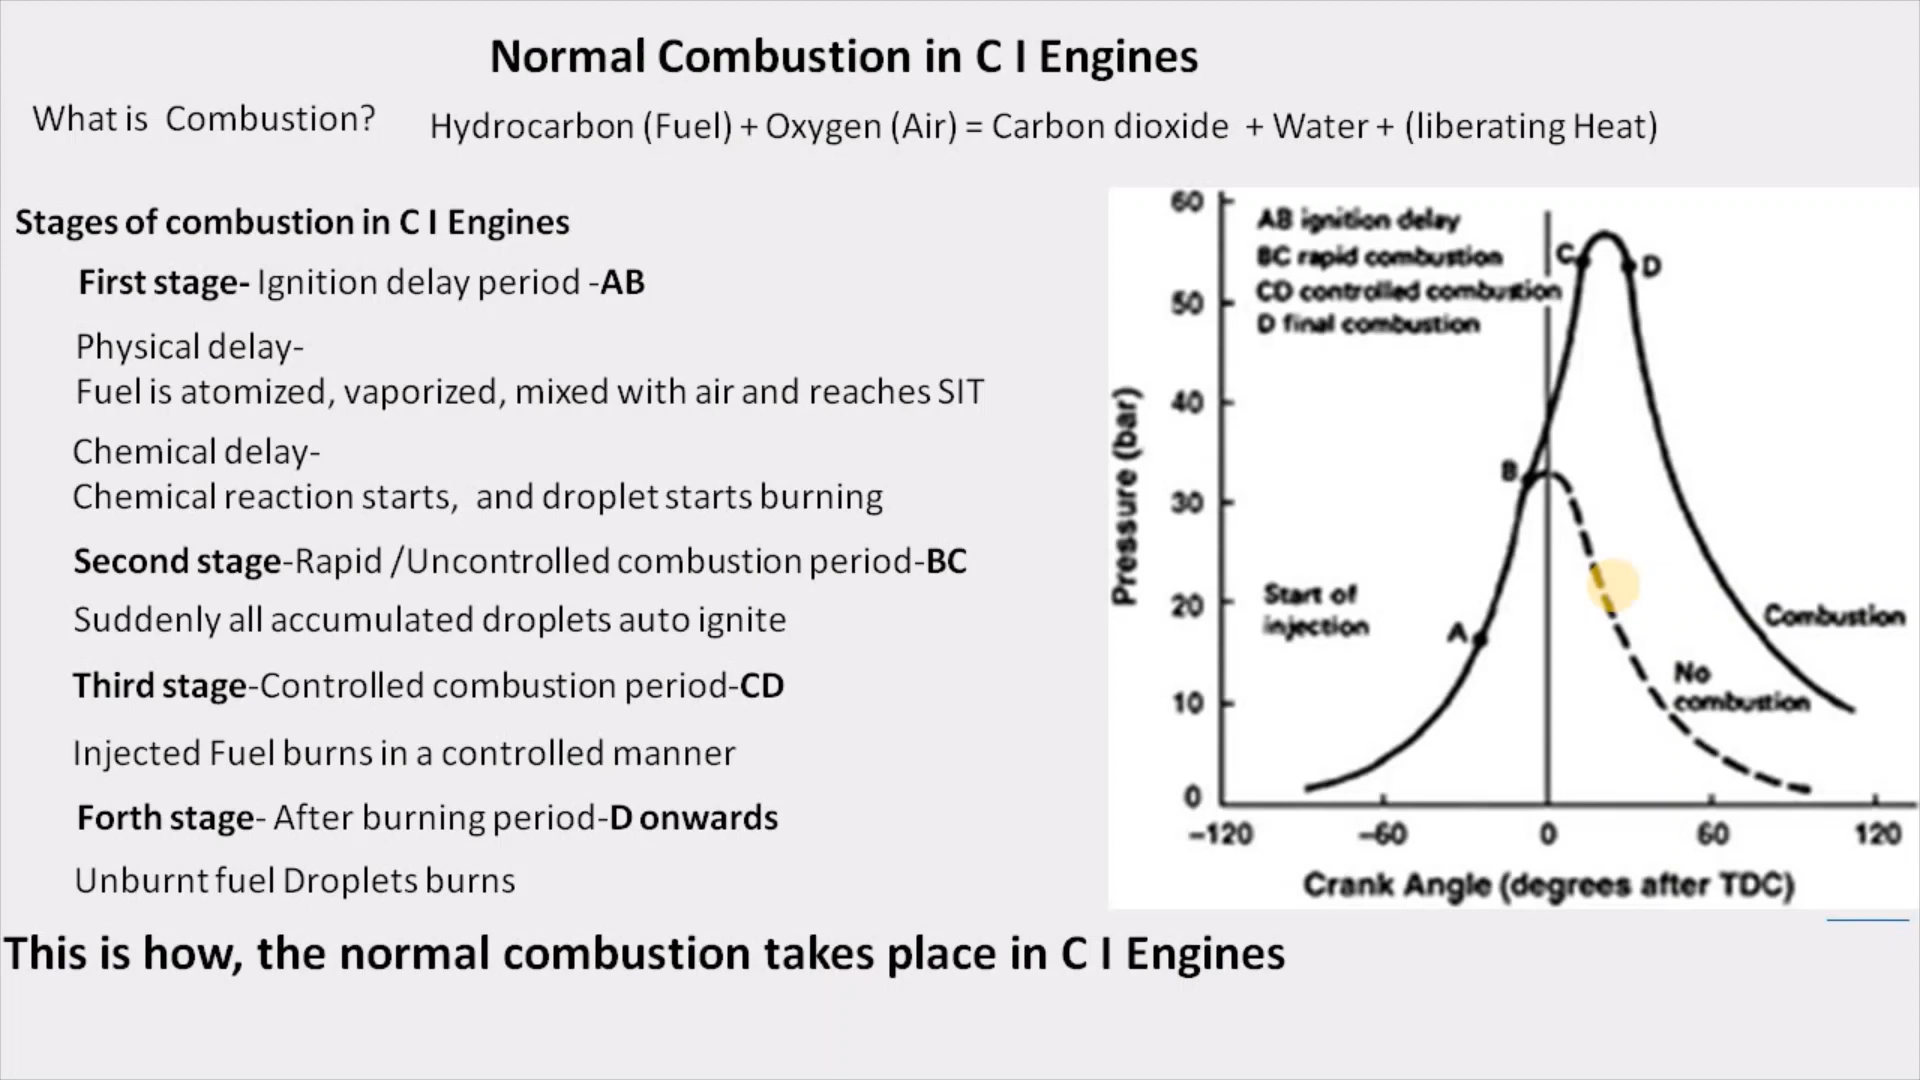 Normal Combustion in C I Engines
What is Combustion?
Hydrocarbon (Fuel) + Oxygen (Air) = Carbon dioxide + Water + (liberating Heat)
Stages of combustion in C I Engines
First stage- Ignition delay period -AB
Physical delay-
Fuel is atomized, vaporized, mixed with air and reaches SIT
Chemical delay-
Chemical reaction starts, and droplet starts burning
Second stage-Rapid /Uncontrolled combustion period-BC
Suddenly all accumulated droplets auto ignite
Third stage-Controlled combustion period-CD
Injected Fuel burns in a controlled manner
Forth stage- After burning period-D onwards
Unburnt fuel Droplets burns
This is how, the normal combustion takes place in C I Engines
AB ignition delay
BC rapid combustion
CD controlled combustion
D final combustion
Pressure (bar)
60
50
40
30
20
10
0
C
D
B
A
Start of
injection
Combustion
No
combustion
-120
-60
0
60
120
Crank Angle (degrees after TDC)